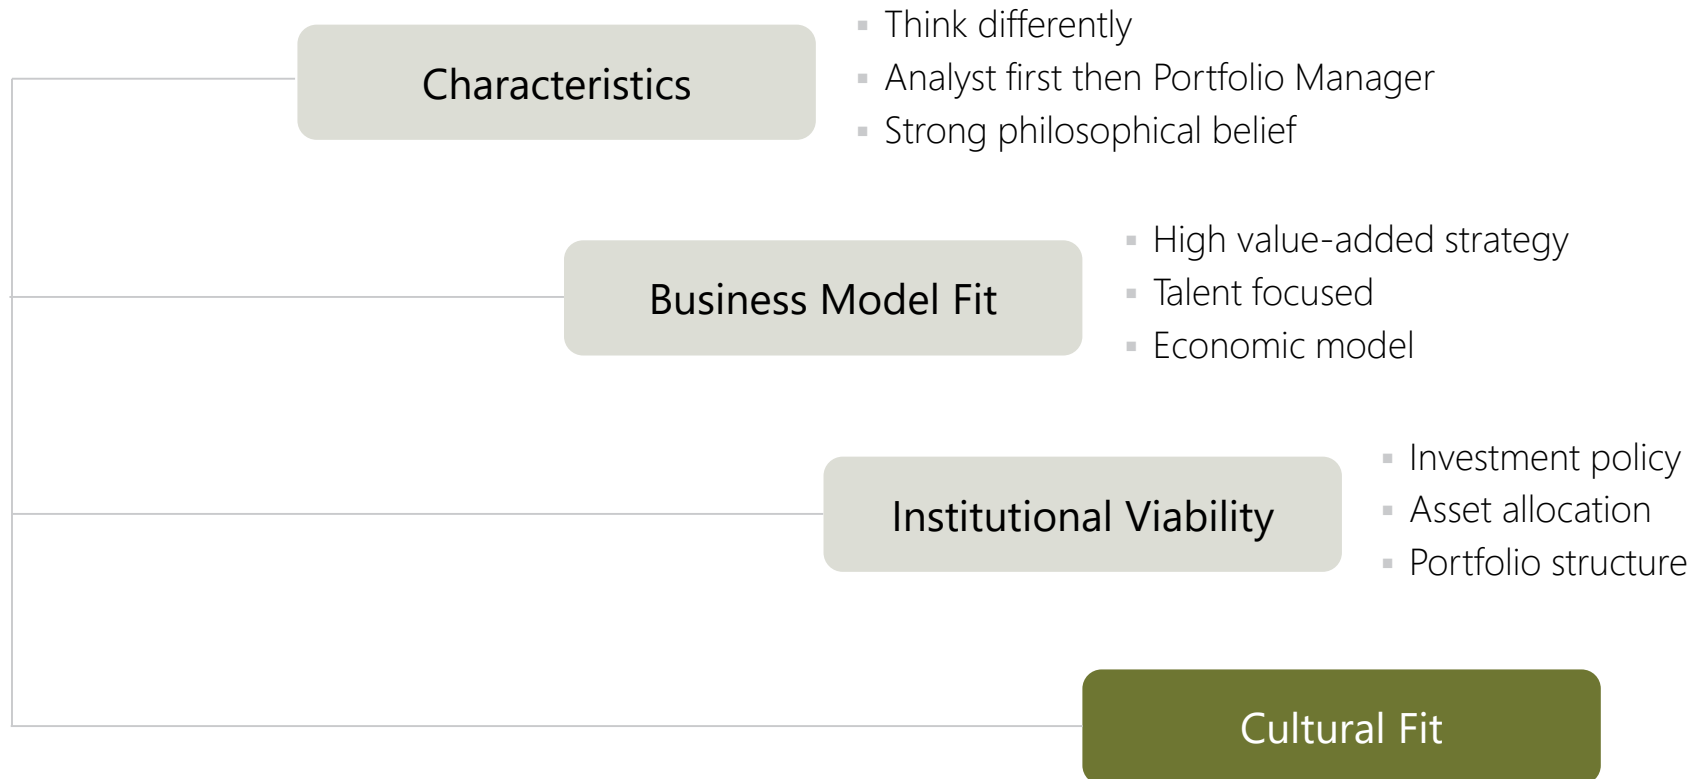 Characteristics
Think differently
Analyst first then Portfolio Manager
Strong philosophical belief
Business Model Fit
High value-added strategy
Talent focused
Economic model
Institutional Viability
Investment policy
Asset allocation
Portfolio structure
Cultural Fit